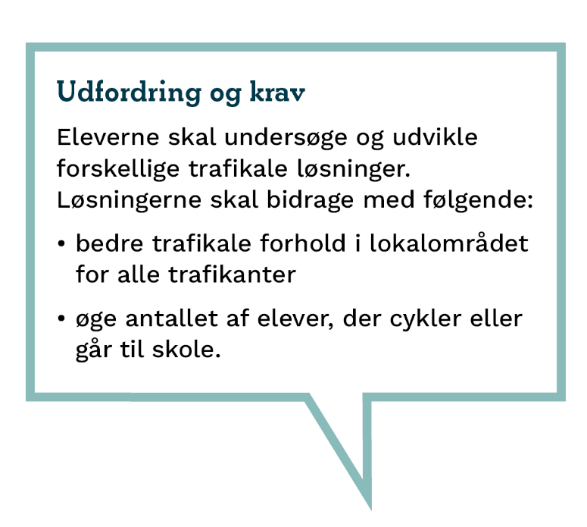 Udfordring og krav
Eleverne skal undersøge og udvikle
forskellige trafikale løsninger.
Løsningerne skal bidrage med følgende:
• bedre trafikale forhold i lokalområdet
for alle trafikanter
• øge antallet af elever, der cykler eller
går til skole.